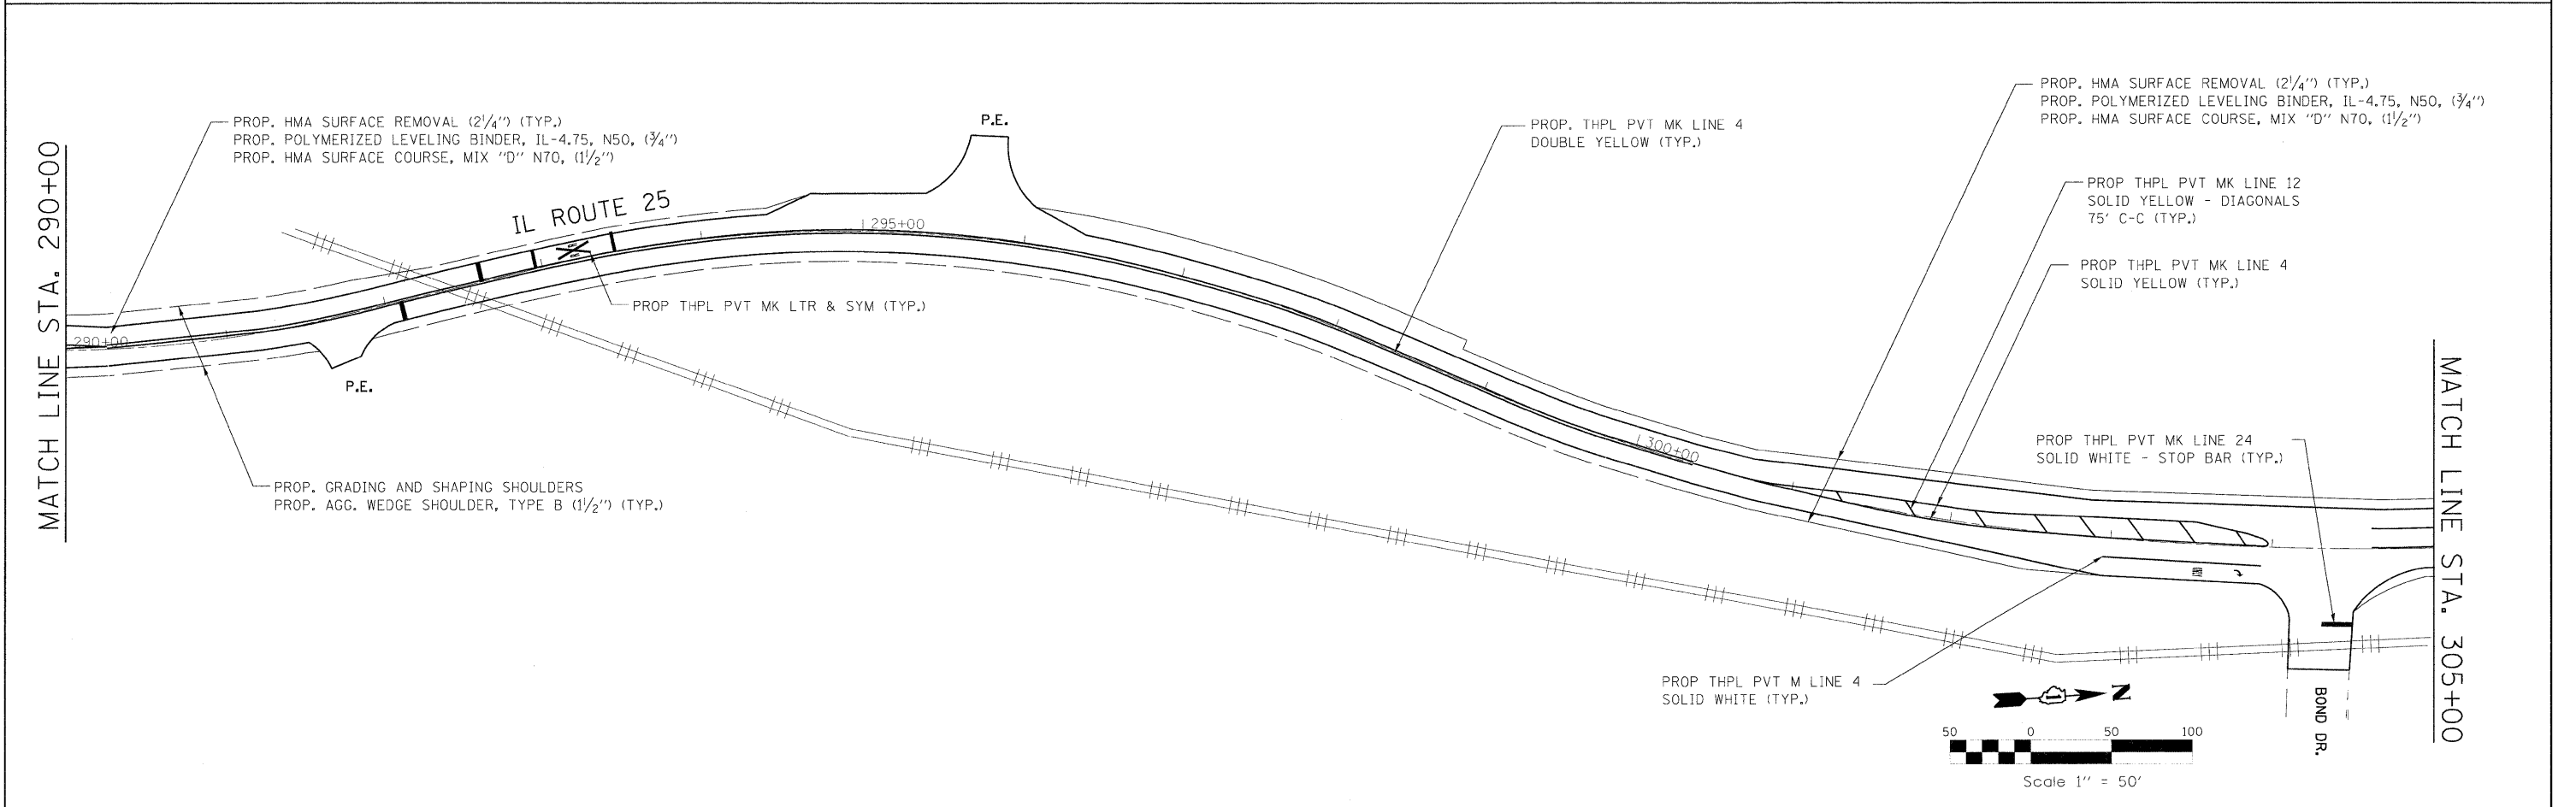 MATCH LINE STA. 290+00
PROP. HMA SURFACE REMOVAL (2¼") (TYP.)
PROP. POLYMERIZED LEVELING BINDER, IL-4.75, N50, (¾")
PROP. HMA SURFACE COURSE, MIX "D" N70, (1½")
IL ROUTE 25
P.E.
295+00
PROP. THPL PVT MK LINE 4
DOUBLE YELLOW (TYP.)
PROP. HMA SURFACE REMOVAL (2¼") (TYP.)
PROP. POLYMERIZED LEVELING BINDER, IL-4.75, N50, (¾")
PROP. HMA SURFACE COURSE, MIX "D" N70, (1½")
PROP THPL PVT MK LINE 12
SOLID YELLOW - DIAGONALS
75' C-C (TYP.)
PROP THPL PVT MK LINE 4
SOLID YELLOW (TYP.)
PROP THPL PVT MK LTR & SYM (TYP.)
290+00
P.E.
PROP. GRADING AND SHAPING SHOULDERS
PROP. AGG. WEDGE SHOULDER, TYPE B (1½") (TYP.)
300+00
PROP THPL PVT MK LINE 24
SOLID WHITE - STOP BAR (TYP.)
MATCH LINE STA. 305+00
PROP THPL PVT M LINE 4
SOLID WHITE (TYP.)
N
BOND DR.
50 0 50 100
Scale 1" = 50'